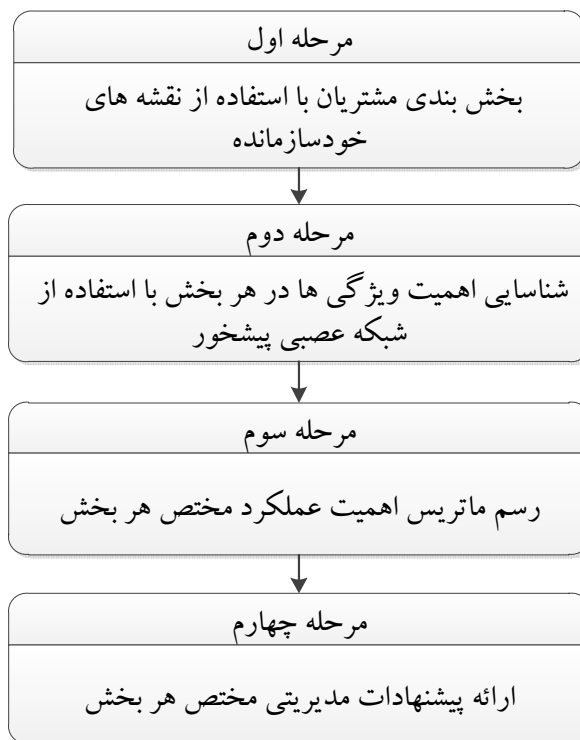 مرحله اول
بخش بندی مشتریان با استفاده از نقشه های
خودسازمانده
مرحله دوم
شناسایی اهمیت ویژگی ها در هر بخش با استفاده از
شبکه عصبی پیشخور
مرحله سوم
رسم ماتریس اهمیت عملکرد مختص هر بخش
مرحله چهارم
ارائه پیشنهادات مدیریتی مختص هر بخش